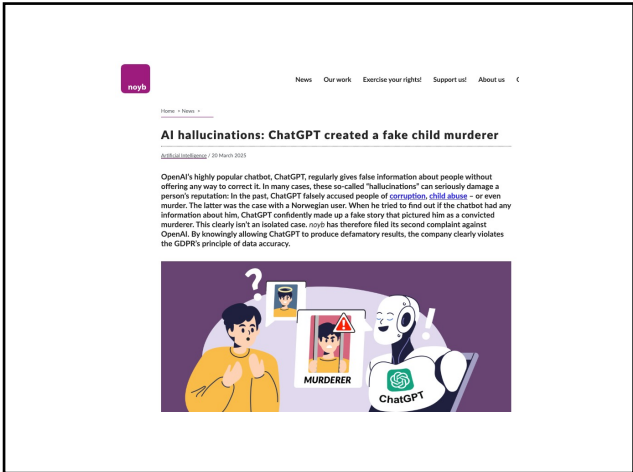 noyb
News Our work Exercise your rights! Support us! About us
Home > News >
AI hallucinations: ChatGPT created a fake child murderer
Artificial Intelligence / 20 March 2025
OpenAI's highly popular chatbot, ChatGPT, regularly gives false information about people without
offering any way to correct it. In many cases, these so-called "hallucinations" can seriously damage a
person's reputation: In the past, ChatGPT falsely accused people of corruption, child abuse – or even
murder. The latter was the case with a Norwegian user. When he tried to find out if the chatbot had any
information about him, ChatGPT confidently made up a fake story that pictured him as a convicted
murderer. This clearly isn't an isolated case. noyb has therefore filed its second complaint against
OpenAI. By knowingly allowing ChatGPT to produce defamatory results, the company clearly violates
the GDPR's principle of data accuracy.
?
!
!
MURDERER
ChatGPT